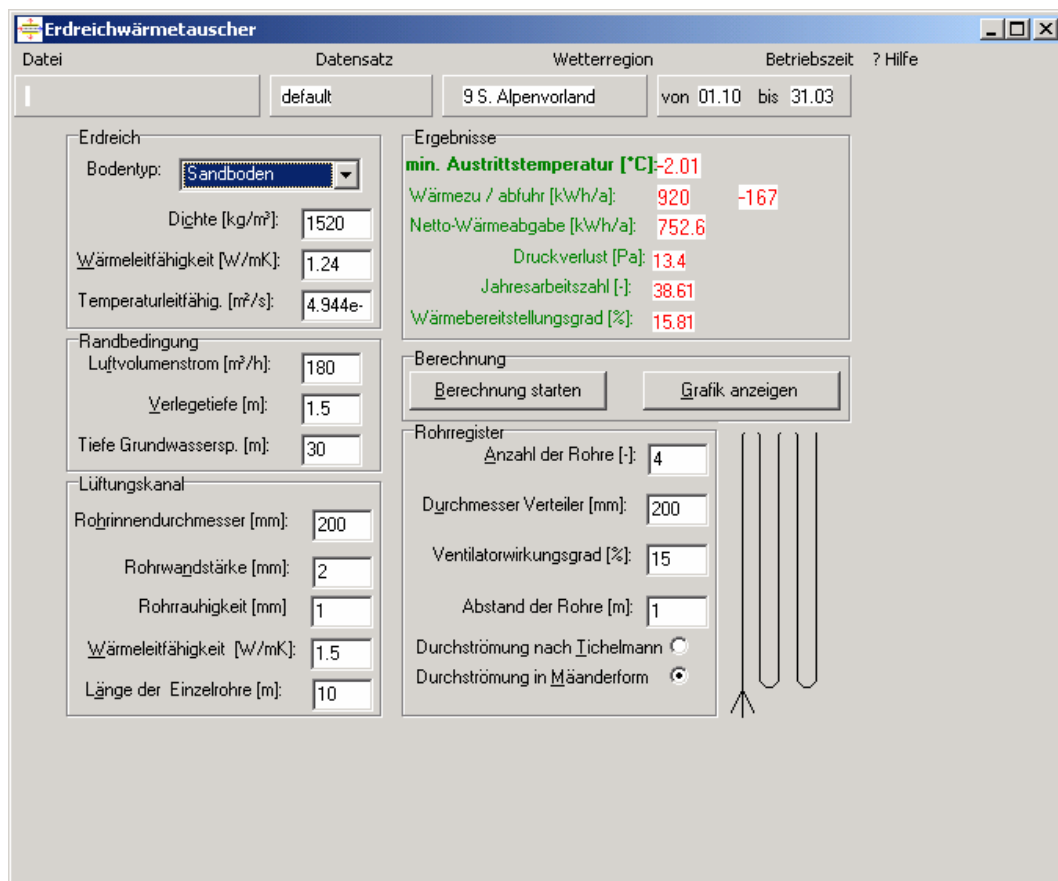 Erdreichwärmetauscher
Datei Datensatz Wetterregion Betriebszeit ? Hilfe
default 9 S. Alpenvorland von 01.10 bis 31.03
Erdreich
Bodentyp: Sandboden
Dichte [kg/m³]: 1520
Wärmeleitfähigkeit [W/mK]: 1.24
Temperaturleitfähig. [m²/s]: 4.944e-
Randbedingung
Luftvolumenstrom [m³/h]: 180
Verlegetiefe [m]: 1.5
Tiefe Grundwassersp. [m]: 30
Lüftungskanal
Rohrinnendurchmesser [mm]: 200
Rohrwandstärke [mm]: 2
Rohrrauhigkeit [mm] 1
Wärmeleitfähigkeit [W/mK]: 1.5
Länge der Einzelrohre [m]: 10
Ergebnisse
min. Austrittstemperatur [°C]: -2.01
Wärmezu / abfuhr [kWh/a]: 920 -167
Netto-Wärmeabgabe [kWh/a]: 752.6
Druckverlust [Pa]: 13.4
Jahresarbeitszahl [-]: 38.61
Wärmebereitstellungsgrad [%]: 15.81
Berechnung
Berechnung starten Grafik anzeigen
Rohrregister
Anzahl der Rohre [-]: 4
Durchmesser Verteiler [mm]: 200
Ventilatorwirkungsgrad [%]: 15
Abstand der Rohre [m]: 1
Durchströmung nach Tichelmann
Durchströmung in Mäanderform